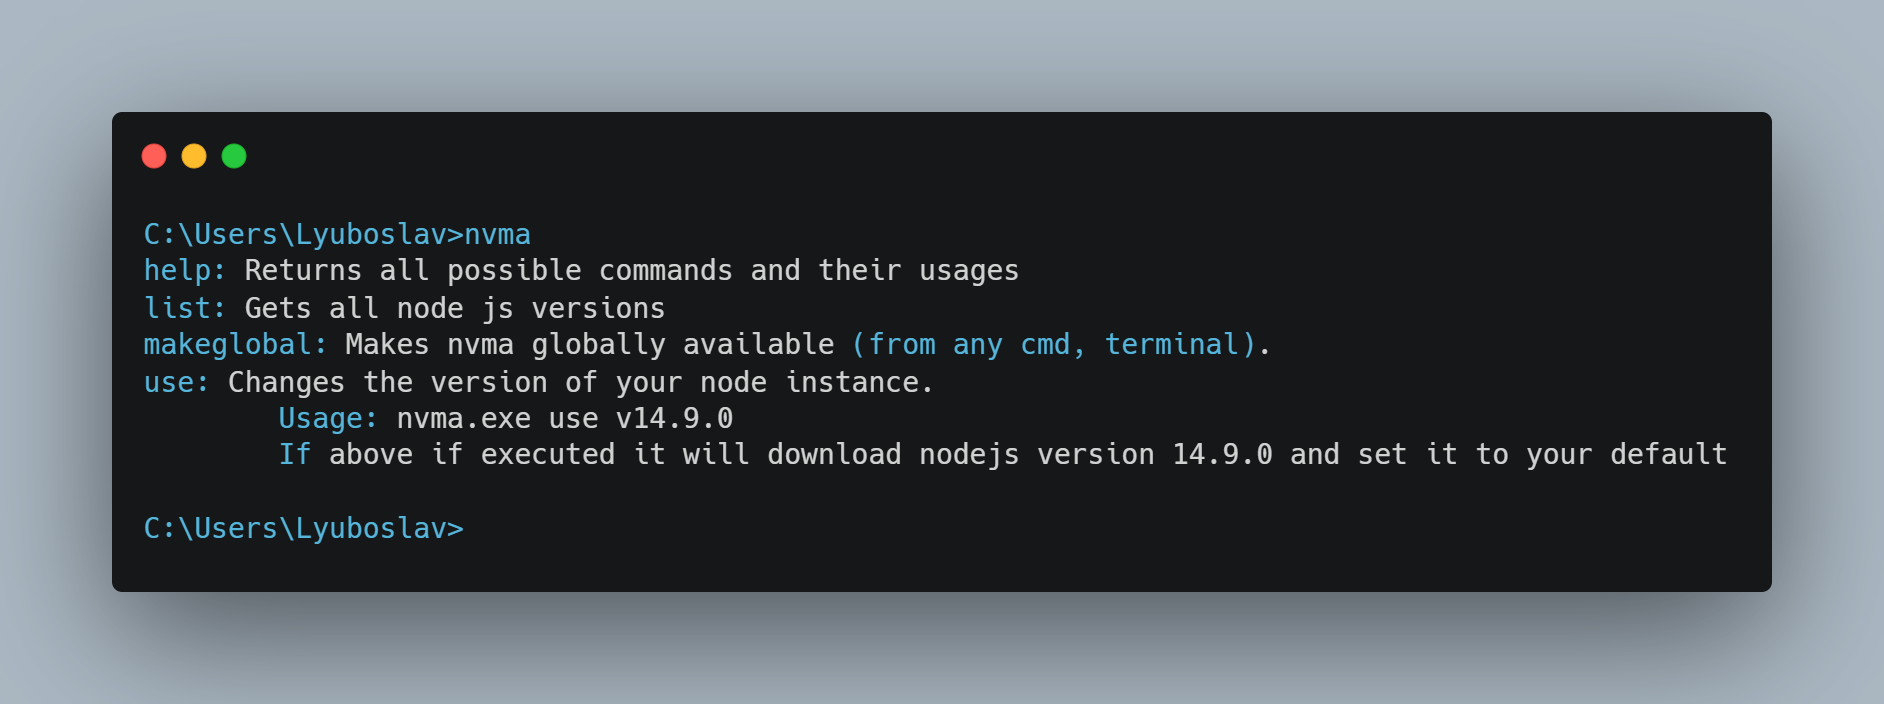 C:\Users\Lyuboslav>nvma
help: Returns all possible commands and their usages
list: Gets all node js versions
makeglobal: Makes nvma globally available (from any cmd, terminal).
use: Changes the version of your node instance.
Usage: nvma.exe use v14.9.0
If above if executed it will download nodejs version 14.9.0 and set it to your default
C:\Users\Lyuboslav>